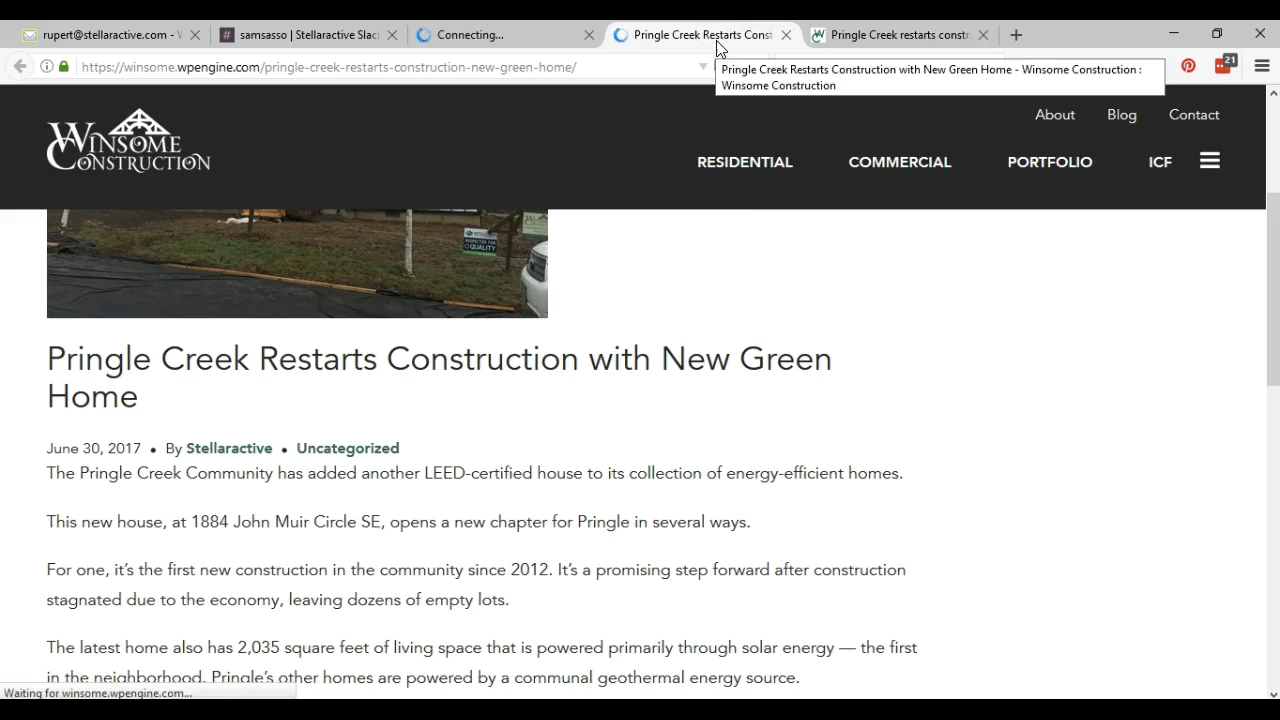 rupert@stellaractive.com - W
samsasso | Stellaractive Slac
Connecting...
Pringle Creek Restarts Const
Pringle Creek restarts constr
https://winsome.wpengine.com/pringle-creek-restarts-construction-new-green-home/
Pringle Creek Restarts Construction with New Green Home - Winsome Construction :
Winsome Construction
21
WINSOME
CONSTRUCTION
About Blog Contact
RESIDENTIAL COMMERCIAL PORTFOLIO ICF
QUALITY
Pringle Creek Restarts Construction with New Green
Home
June 30, 2017 • By Stellaractive • Uncategorized
The Pringle Creek Community has added another LEED-certified house to its collection of energy-efficient homes.
This new house, at 1884 John Muir Circle SE, opens a new chapter for Pringle in several ways.
For one, it's the first new construction in the community since 2012. It's a promising step forward after construction
stagnated due to the economy, leaving dozens of empty lots.
The latest home also has 2,035 square feet of living space that is powered primarily through solar energy — the first
in the neighborhood. Pringle's other homes are powered by a communal geothermal energy source.
Waiting for winsome.wpengine.com...